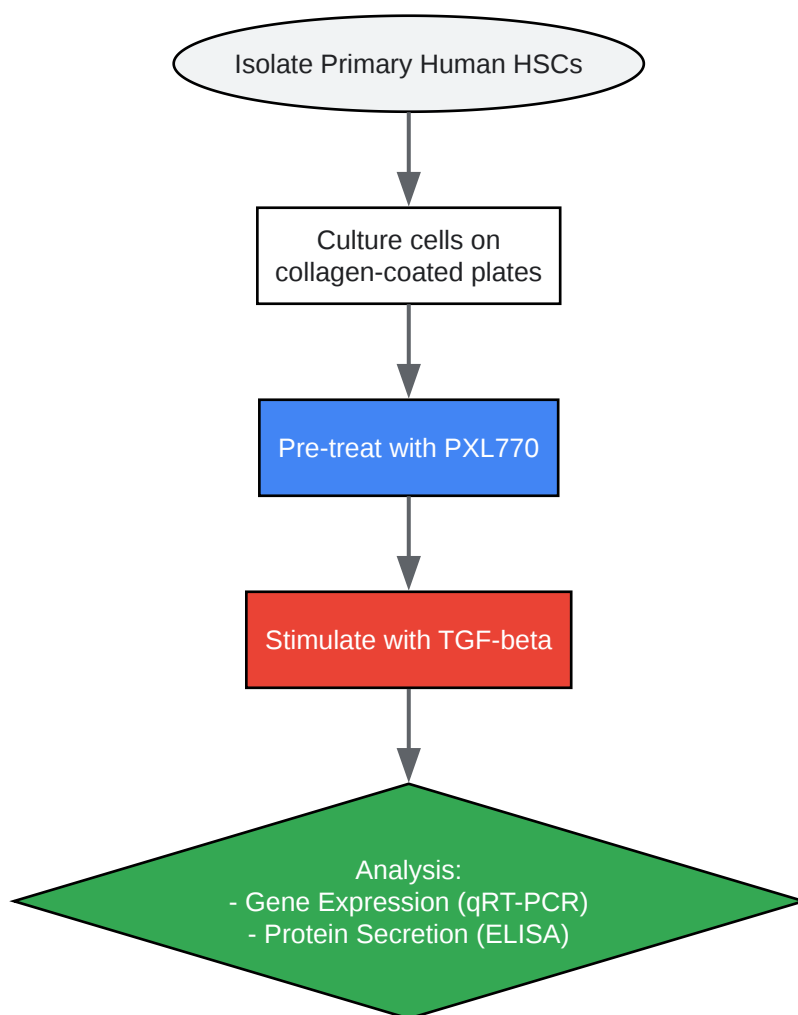 Isolate Primary Human HSCs
Culture cells on
collagen-coated plates
Pre-treat with PXL770
Stimulate with TGF-beta
Analysis:
- Gene Expression (qRT-PCR)
- Protein Secretion (ELISA)